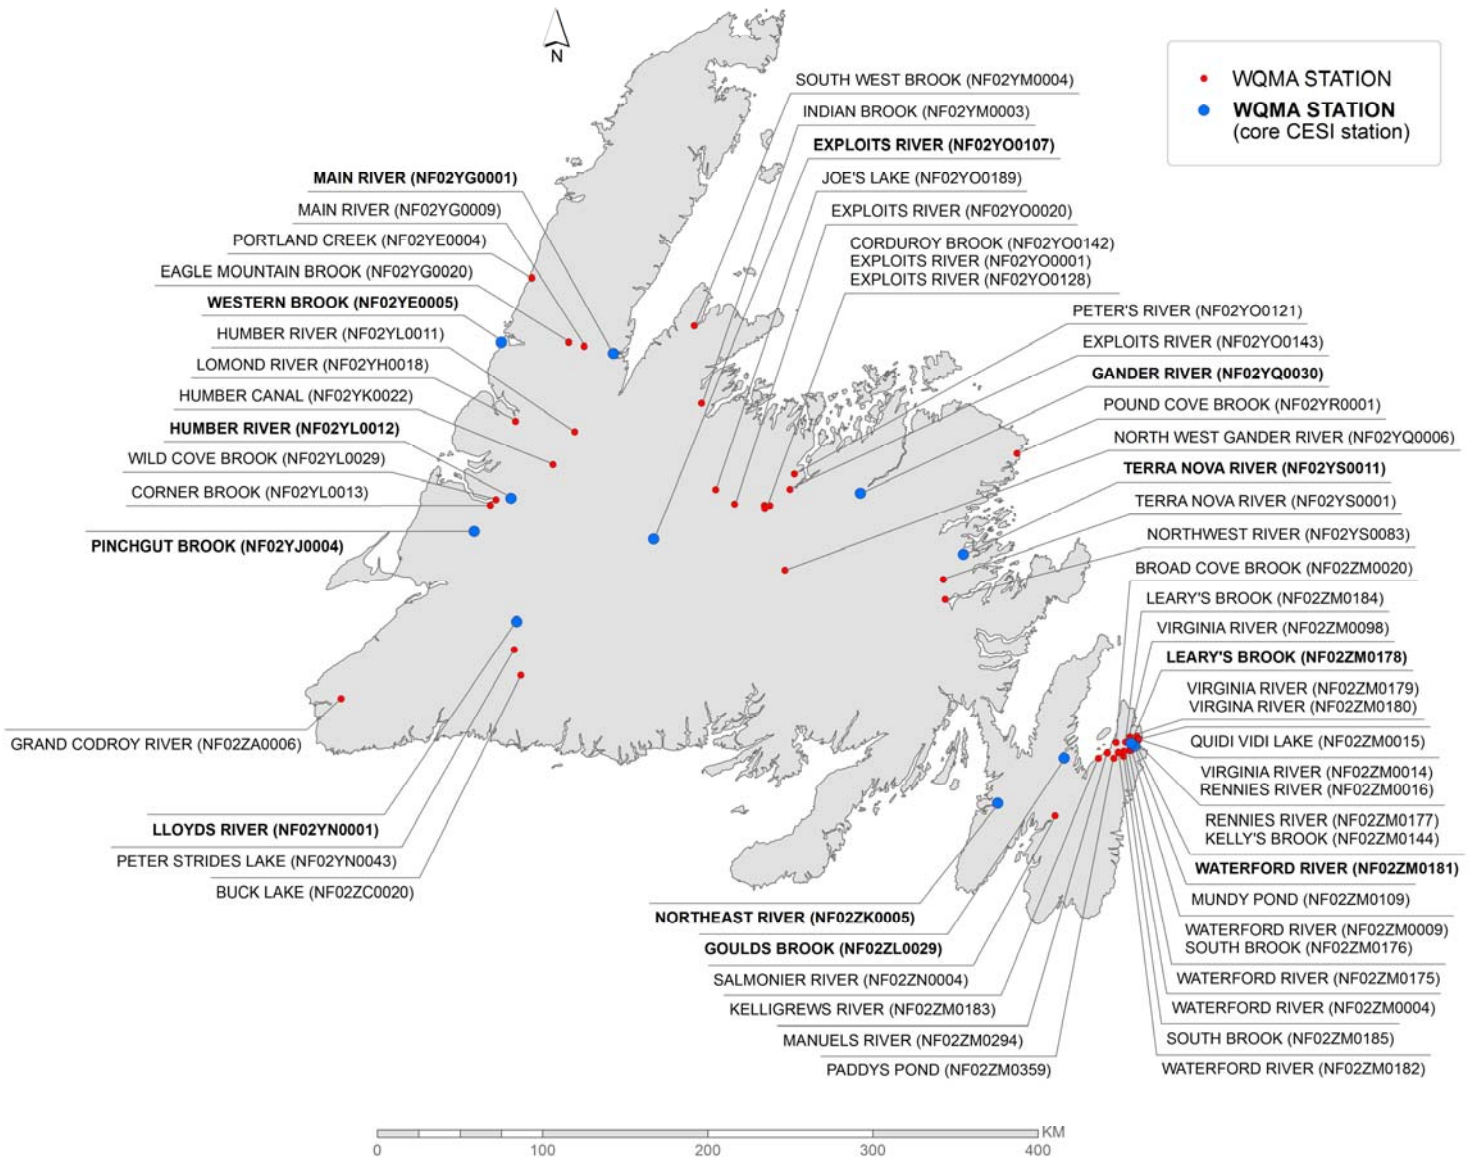 N
WQMA STATION
WQMA STATION
(core CESI station)
SOUTH WEST BROOK (NF02YM0004)
INDIAN BROOK (NF02YM0003)
EXPLOITS RIVER (NF02YO0107)
JOE'S LAKE (NF02YO0189)
EXPLOITS RIVER (NF02YO0020)
CORDUROY BROOK (NF02YO0142)
EXPLOITS RIVER (NF02YO0001)
EXPLOITS RIVER (NF02YO0128)
MAIN RIVER (NF02YG0001)
MAIN RIVER (NF02YG0009)
PORTLAND CREEK (NF02YE0004)
EAGLE MOUNTAIN BROOK (NF02YG0020)
WESTERN BROOK (NF02YE0005)
HUMBER RIVER (NF02YL0011)
LOMOND RIVER (NF02YH0018)
HUMBER CANAL (NF02YK0022)
HUMBER RIVER (NF02YL0012)
WILD COVE BROOK (NF02YL0029)
CORNER BROOK (NF02YL0013)
PINCHGUT BROOK (NF02YJ0004)
PETER'S RIVER (NF02YO0121)
EXPLOITS RIVER (NF02YO0143)
GANDER RIVER (NF02YQ0030)
POUND COVE BROOK (NF02YR0001)
NORTH WEST GANDER RIVER (NF02YQ0006)
TERRA NOVA RIVER (NF02YS0011)
TERRA NOVA RIVER (NF02YS0001)
NORTHWEST RIVER (NF02YS0083)
BROAD COVE BROOK (NF02ZM0020)
LEARY'S BROOK (NF02ZM0184)
VIRGINIA RIVER (NF02ZM0098)
LEARY'S BROOK (NF02ZM0178)
VIRGINIA RIVER (NF02ZM0179)
VIRGINA RIVER (NF02ZM0180)
QUIDI VIDI LAKE (NF02ZM0015)
VIRGINIA RIVER (NF02ZM0014)
RENNIES RIVER (NF02ZM0016)
RENNIES RIVER (NF02ZM0177)
KELLY'S BROOK (NF02ZM0144)
WATERFORD RIVER (NF02ZM0181)
MUNDY POND (NF02ZM0109)
WATERFORD RIVER (NF02ZM0009)
SOUTH BROOK (NF02ZM0176)
WATERFORD RIVER (NF02ZM0175)
WATERFORD RIVER (NF02ZM0004)
SOUTH BROOK (NF02ZM0185)
WATERFORD RIVER (NF02ZM0182)
GRAND CODROY RIVER (NF02ZA0006)
LLOYDS RIVER (NF02YN0001)
PETER STRIDES LAKE (NF02YN0043)
BUCK LAKE (NF02ZC0020)
NORTHEAST RIVER (NF02ZK0005)
GOULDS BROOK (NF02ZL0029)
SALMONIER RIVER (NF02ZN0004)
KELLIGREWS RIVER (NF02ZM0183)
MANUELS RIVER (NF02ZM0294)
PADDYS POND (NF02ZM0359)
KM
0 100 200 300 400